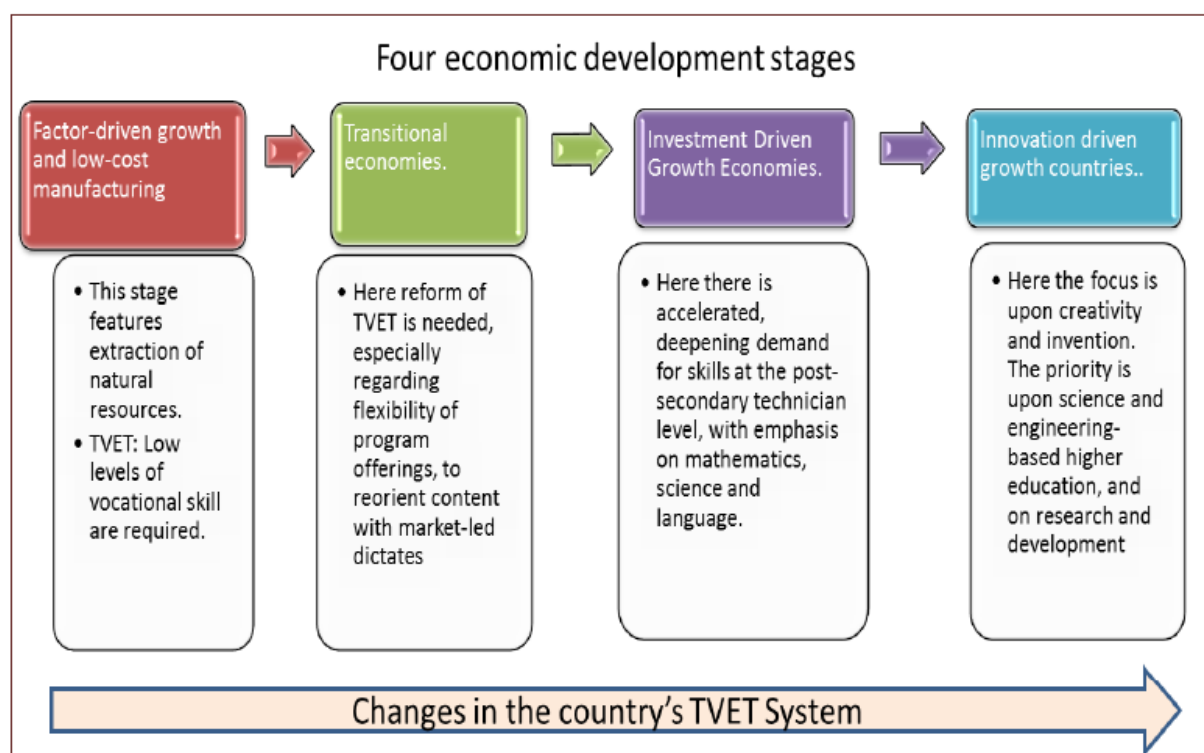 Four economic development stages
Factor-driven growth
and low-cost
manufacturing
• This stage
features
extraction of
natural
resources.
• TVET: Low
levels of
vocational skill
are required.
Transitional
economies.
• Here reform of
TVET is needed,
especially
regarding
flexibility of
program
offerings, to
reorient content
with market-led
dictates
Investment Driven
Growth Economies.
• Here there is
accelerated,
deepening demand
for skills at the post-
secondary technician
level, with emphasis
on mathematics,
science and
language.
Innovation driven
growth countries..
• Here the focus is
upon creativity
and invention.
The priority is
upon science and
engineering-
based higher
education, and
on research and
development
Changes in the country's TVET System